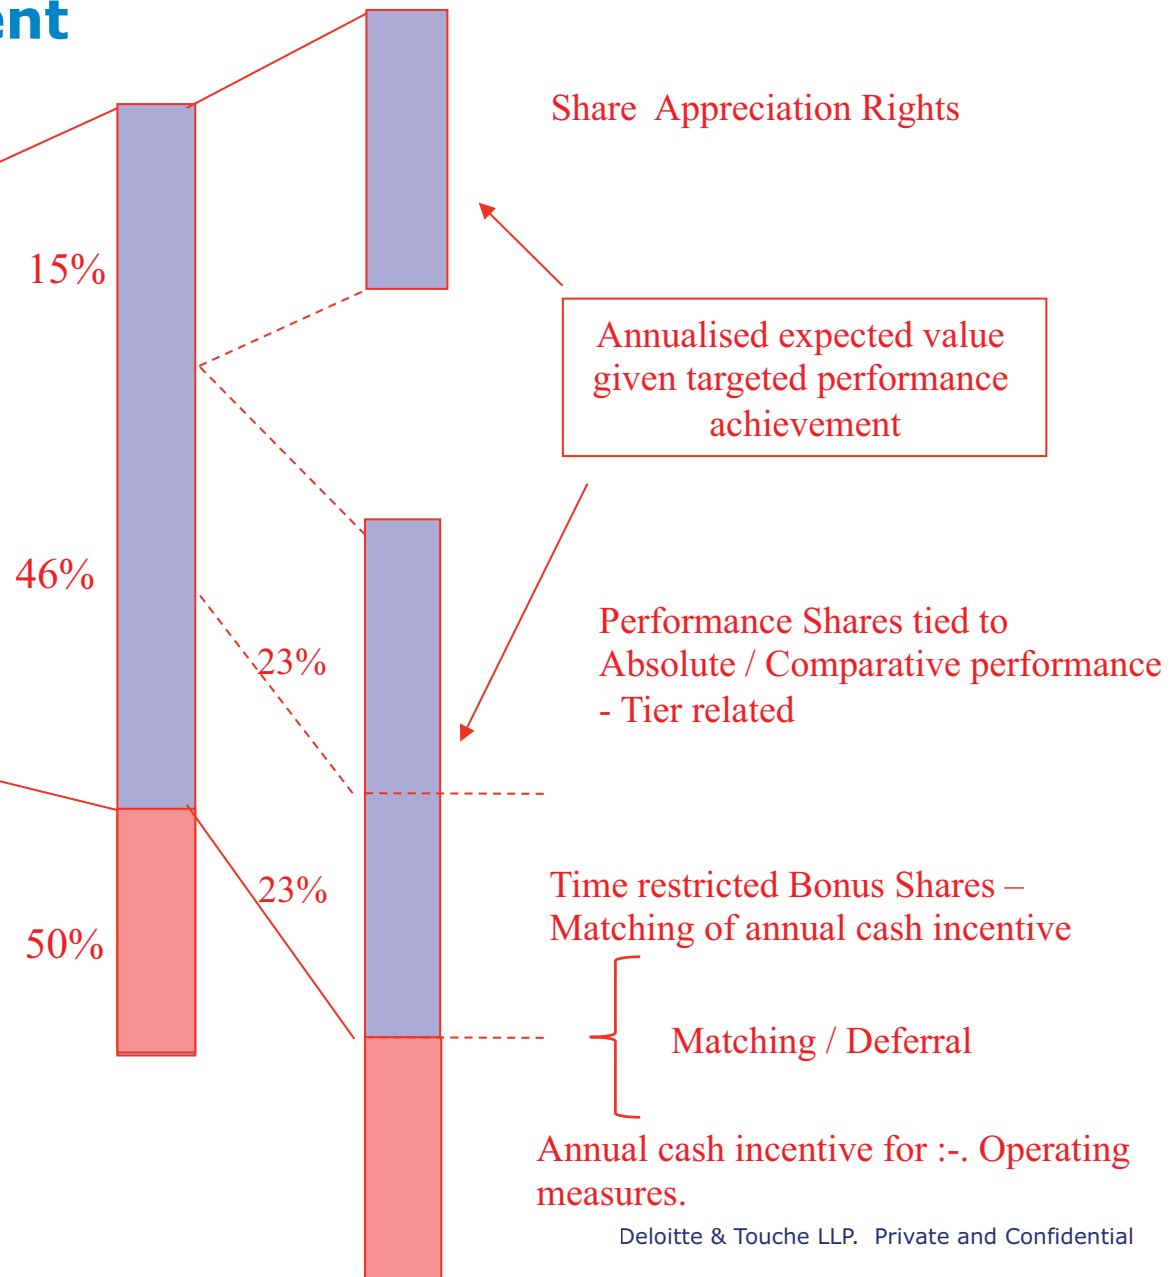 ent
Share Appreciation Rights
15%
Annualised expected value
given targeted performance
achievement
46%
23%
Performance Shares tied to
Absolute / Comparative performance
- Tier related
23%
Time restricted Bonus Shares –
Matching of annual cash incentive
50%
Matching / Deferral
Annual cash incentive for :-. Operating
measures.
Deloitte & Touche LLP. Private and Confidential